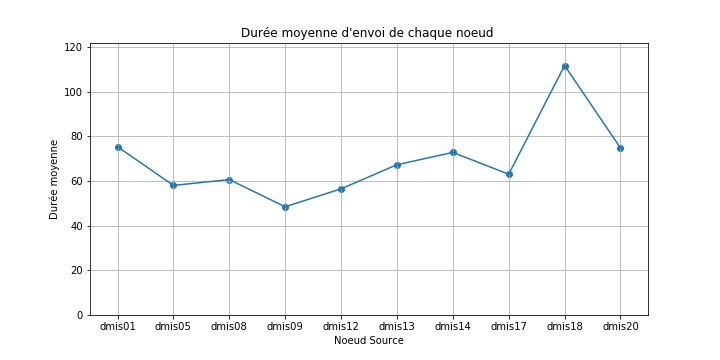 Durée moyenne d'envoi de chaque noeud
120
100
80
60
40
20
0
Durée moyenne
dmis01 dmis05 dmis08 dmis09 dmis12 dmis13 dmis14 dmis17 dmis18 dmis20
Noeud Source